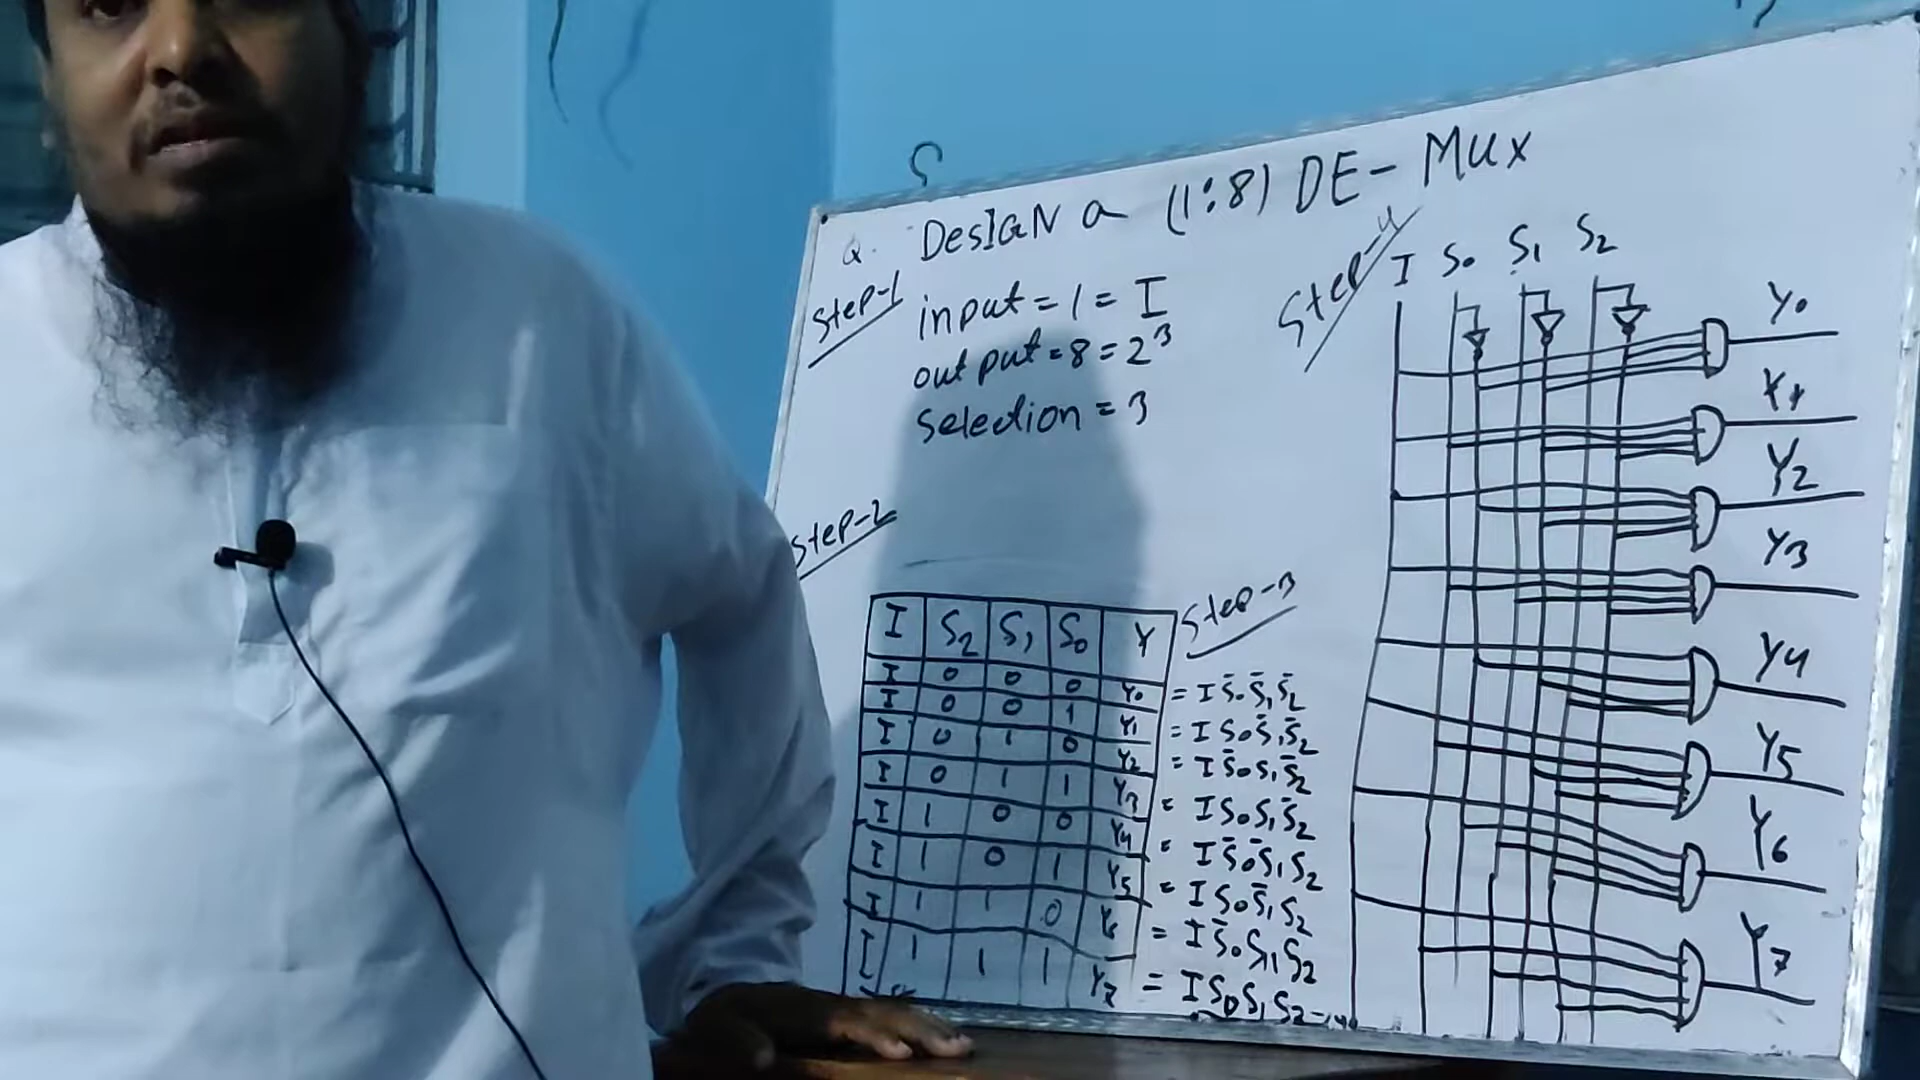 Q. DesIGN a (1:8) DE-Mux
Step-1
input = 1 = I
output = 8 = 2³
Selection = 3
Step-2
I S₂ S₁ S₀ Y
I 0 0 0 Y₀
I 0 0 1 Y₁
I 0 1 0 Y₂
I 0 1 1 Y₃
I 1 0 0 Y₄
I 1 0 1 Y₅
I 1 1 0 Y₆
I 1 1 1 Y₇
Step-3
= I S̄₀ S̄₁ S̄₂
= I S₀ S̄₁ S̄₂
= I S̄₀ S₁ S̄₂
= I S₀ S₁ S̄₂
= I S̄₀ S̄₁ S₂
= I S₀ S̄₁ S₂
= I S̄₀ S₁ S₂
= I S₀ S₁ S₂
Step-4
I S₀ S₁ S₂
Y₀
Y₁
Y₂
Y₃
Y₄
Y₅
Y₆
Y₇